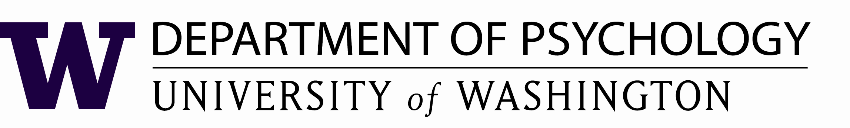 W DEPARTMENT OF PSYCHOLOGY
UNIVERSITY of WASHINGTON